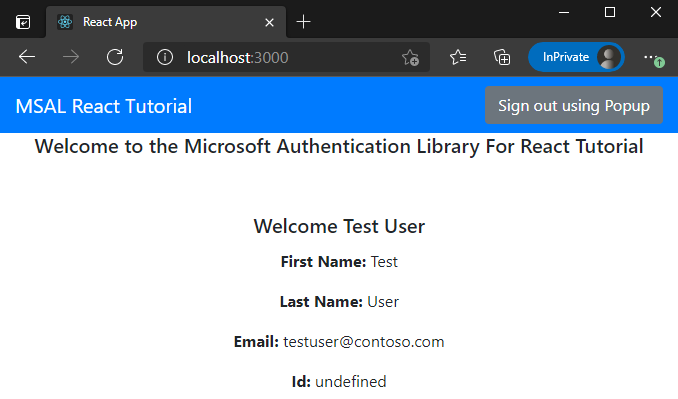 React App
localhost:3000
InPrivate
MSAL React Tutorial
Sign out using Popup
Welcome to the Microsoft Authentication Library For React Tutorial
Welcome Test User
First Name: Test
Last Name: User
Email: testuser@contoso.com
Id: undefined